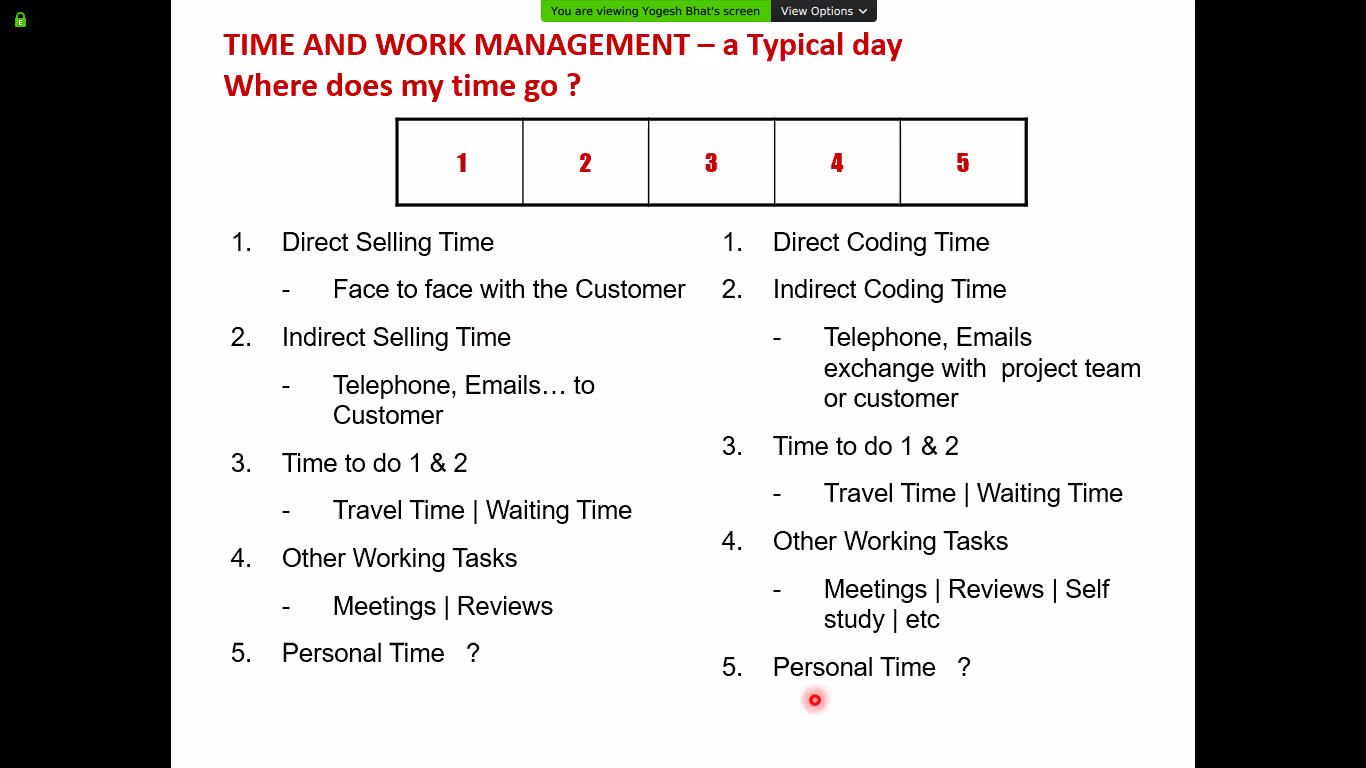 You are viewing Yogesh Bhat's screen
View Options
E
TIME AND WORK MANAGEMENT – a Typical day
Where does my time go ?
1 2 3 4 5
1. Direct Selling Time
- Face to face with the Customer
2. Indirect Selling Time
- Telephone, Emails… to
Customer
3. Time to do 1 & 2
- Travel Time | Waiting Time
4. Other Working Tasks
- Meetings | Reviews
5. Personal Time ?
1. Direct Coding Time
2. Indirect Coding Time
- Telephone, Emails
exchange with project team
or customer
3. Time to do 1 & 2
- Travel Time | Waiting Time
4. Other Working Tasks
- Meetings | Reviews | Self
study | etc
5. Personal Time ?